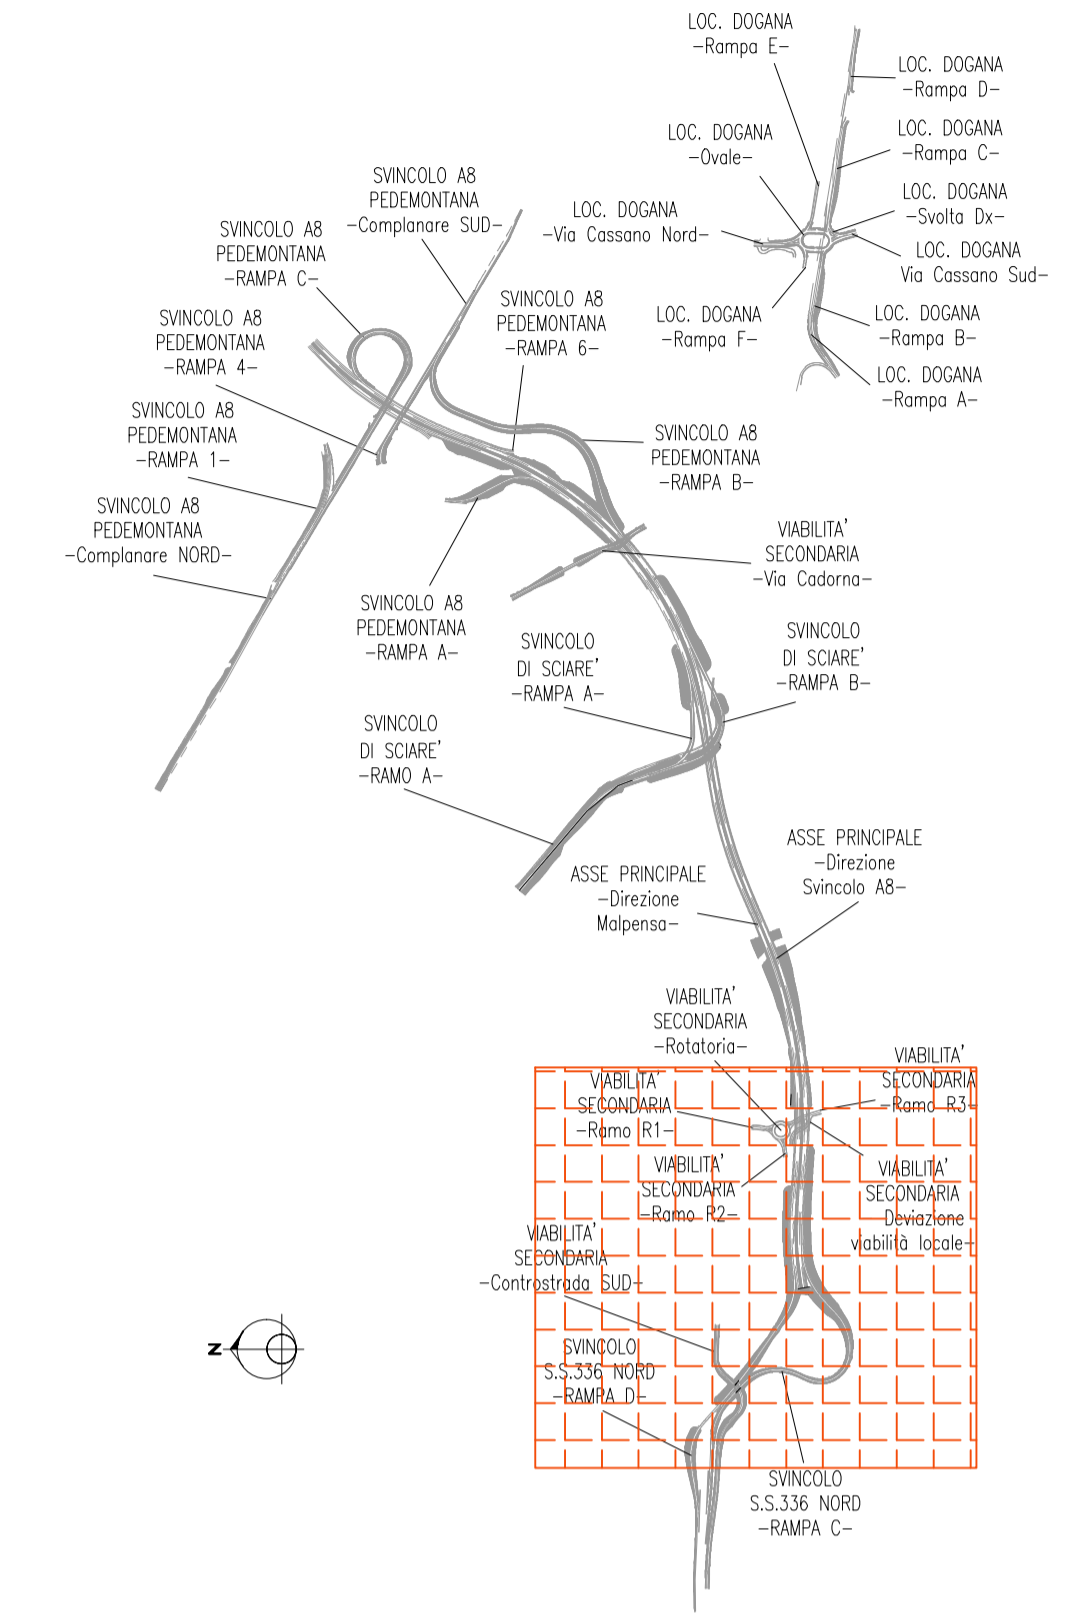 LOC. DOGANA
-Rampa E-
LOC. DOGANA
-Rampa D-
LOC. DOGANA
-Rampa C-
LOC. DOGANA
-Ovale-
SVINCOLO A8
PEDEMONTANA
-Complanare SUD-
LOC. DOGANA
-Svolta Dx-
LOC. DOGANA
-Via Cassano Nord-
SVINCOLO A8
PEDEMONTANA
-RAMPA C-
LOC. DOGANA
Via Cassano Sud-
SVINCOLO A8
PEDEMONTANA
-RAMPA 6-
SVINCOLO A8
PEDEMONTANA
-RAMPA 4-
LOC. DOGANA
-Rampa F-
LOC. DOGANA
-Rampa B-
LOC. DOGANA
-Rampa A-
SVINCOLO A8
PEDEMONTANA
-RAMPA 1-
SVINCOLO A8
PEDEMONTANA
-RAMPA B-
SVINCOLO A8
PEDEMONTANA
-Complanare NORD-
VIABILITA'
SECONDARIA
-Via Cadorna-
SVINCOLO A8
PEDEMONTANA
-RAMPA A-
SVINCOLO
DI SCIARE'
-RAMPA A-
SVINCOLO
DI SCIARE'
-RAMPA B-
SVINCOLO
DI SCIARE'
-RAMO A-
ASSE PRINCIPALE
-Direzione
Svincolo A8-
ASSE PRINCIPALE
-Direzione
Malpensa-
VIABILITA'
SECONDARIA
-Rotatoria-
VIABILITA'
SECONDARIA
-Ramo R3-
VIABILITA'
SECONDARIA
-Ramo R1-
VIABILITA'
SECONDARIA
-Ramo R2-
VIABILITA'
SECONDARIA
Deviazione
viabilità locale-
VIABILITA'
SECONDARIA
-Controstrada SUD-
N
SVINCOLO
S.S.336 NORD
-RAMPA D-
SVINCOLO
S.S.336 NORD
-RAMPA C-